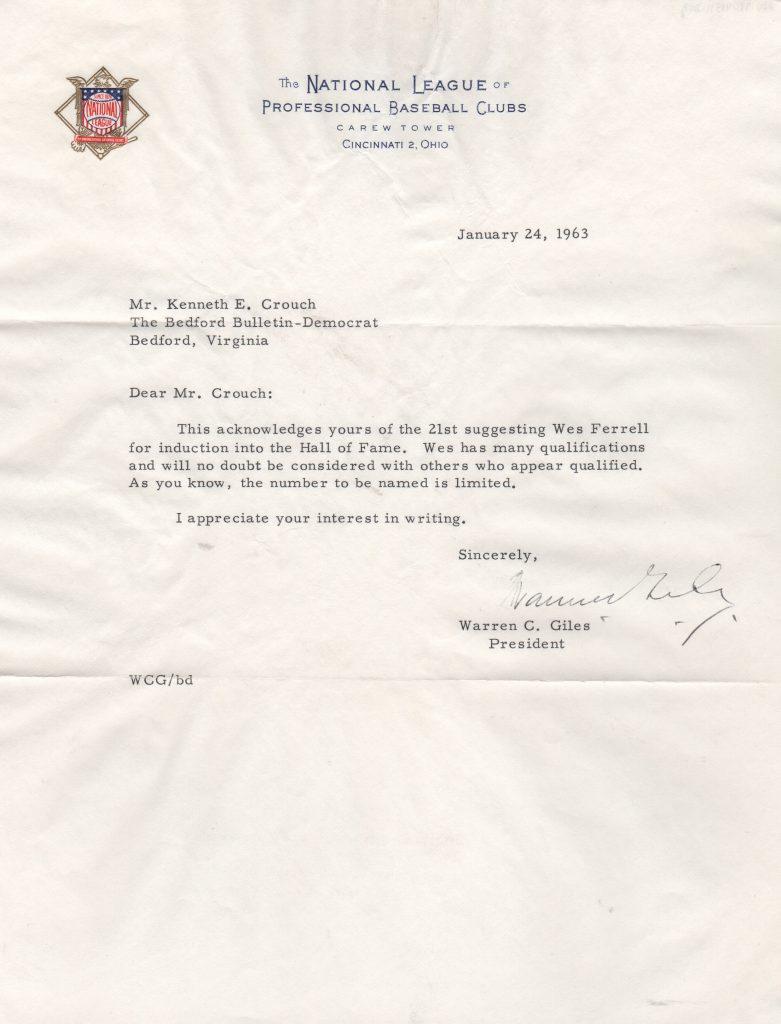 The NATIONAL LEAGUE OF
PROFESSIONAL BASEBALL CLUBS
CAREW TOWER
CINCINNATI 2, OHIO
NATIONAL
LEAGUE
January 24, 1963
Mr. Kenneth E. Crouch
The Bedford Bulletin-Democrat
Bedford, Virginia
Dear Mr. Crouch:
This acknowledges yours of the 21st suggesting Wes Ferrell
for induction into the Hall of Fame. Wes has many qualifications
and will no doubt be considered with others who appear qualified.
As you know, the number to be named is limited.
I appreciate your interest in writing.
Sincerely,
Warren Giles
Warren C. Giles
President
WCG/bd